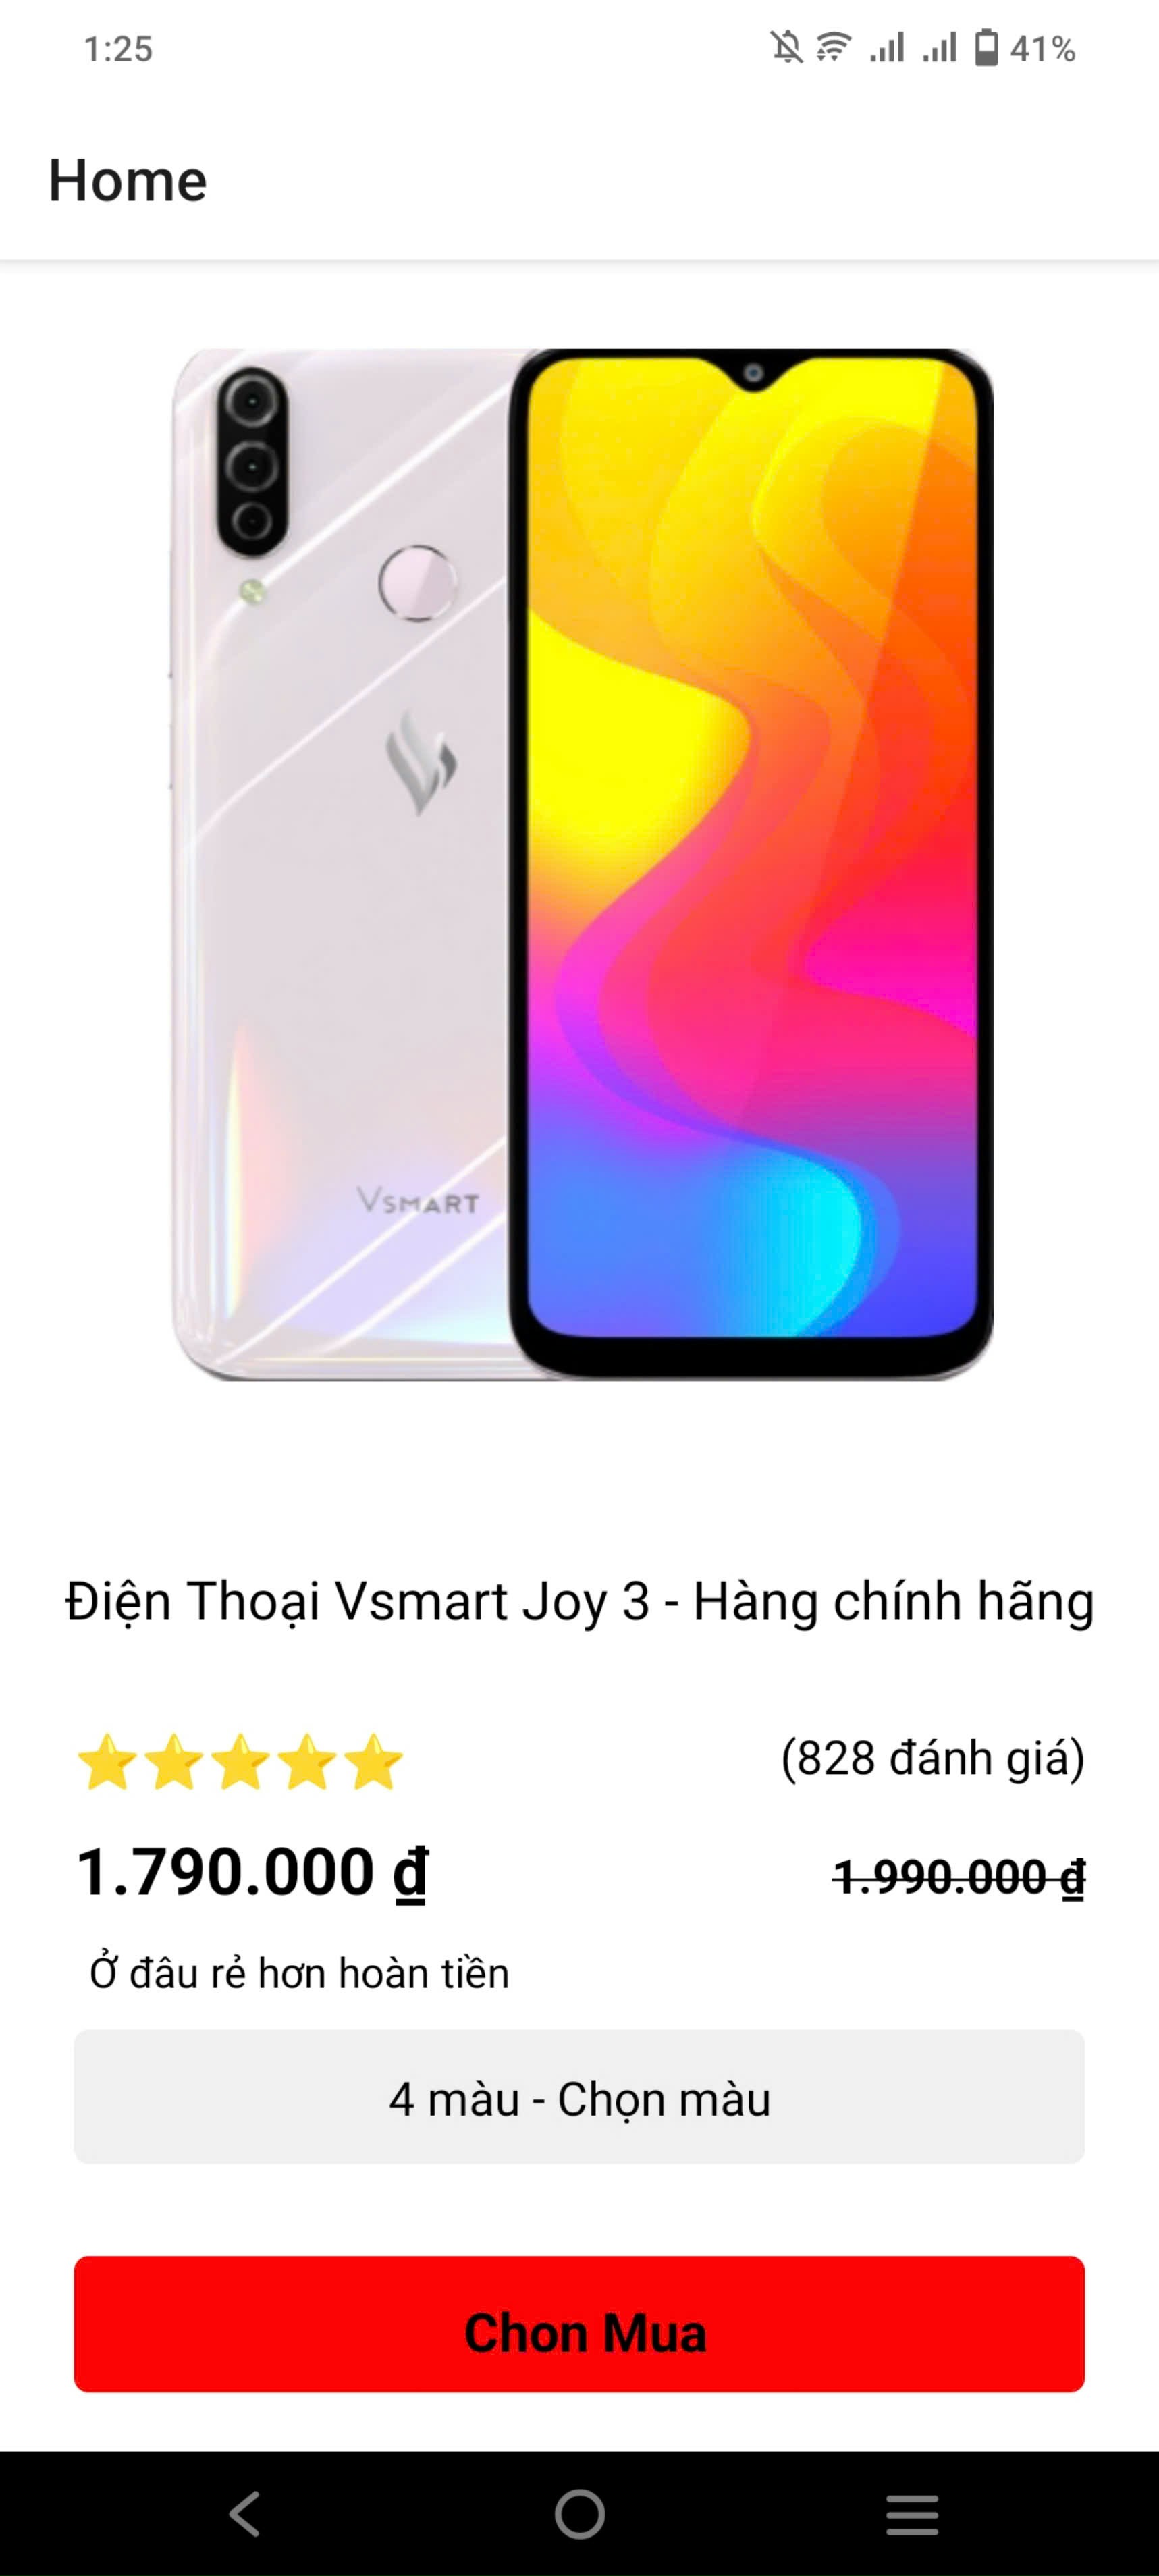 1:25 41%
Home
VSMART
Điện Thoại Vsmart Joy 3 - Hàng chính hãng
(828 đánh giá)
1.790.000 ₫ 1.990.000 ₫
Ở đâu rẻ hơn hoàn tiền
4 màu - Chọn màu
Chon Mua